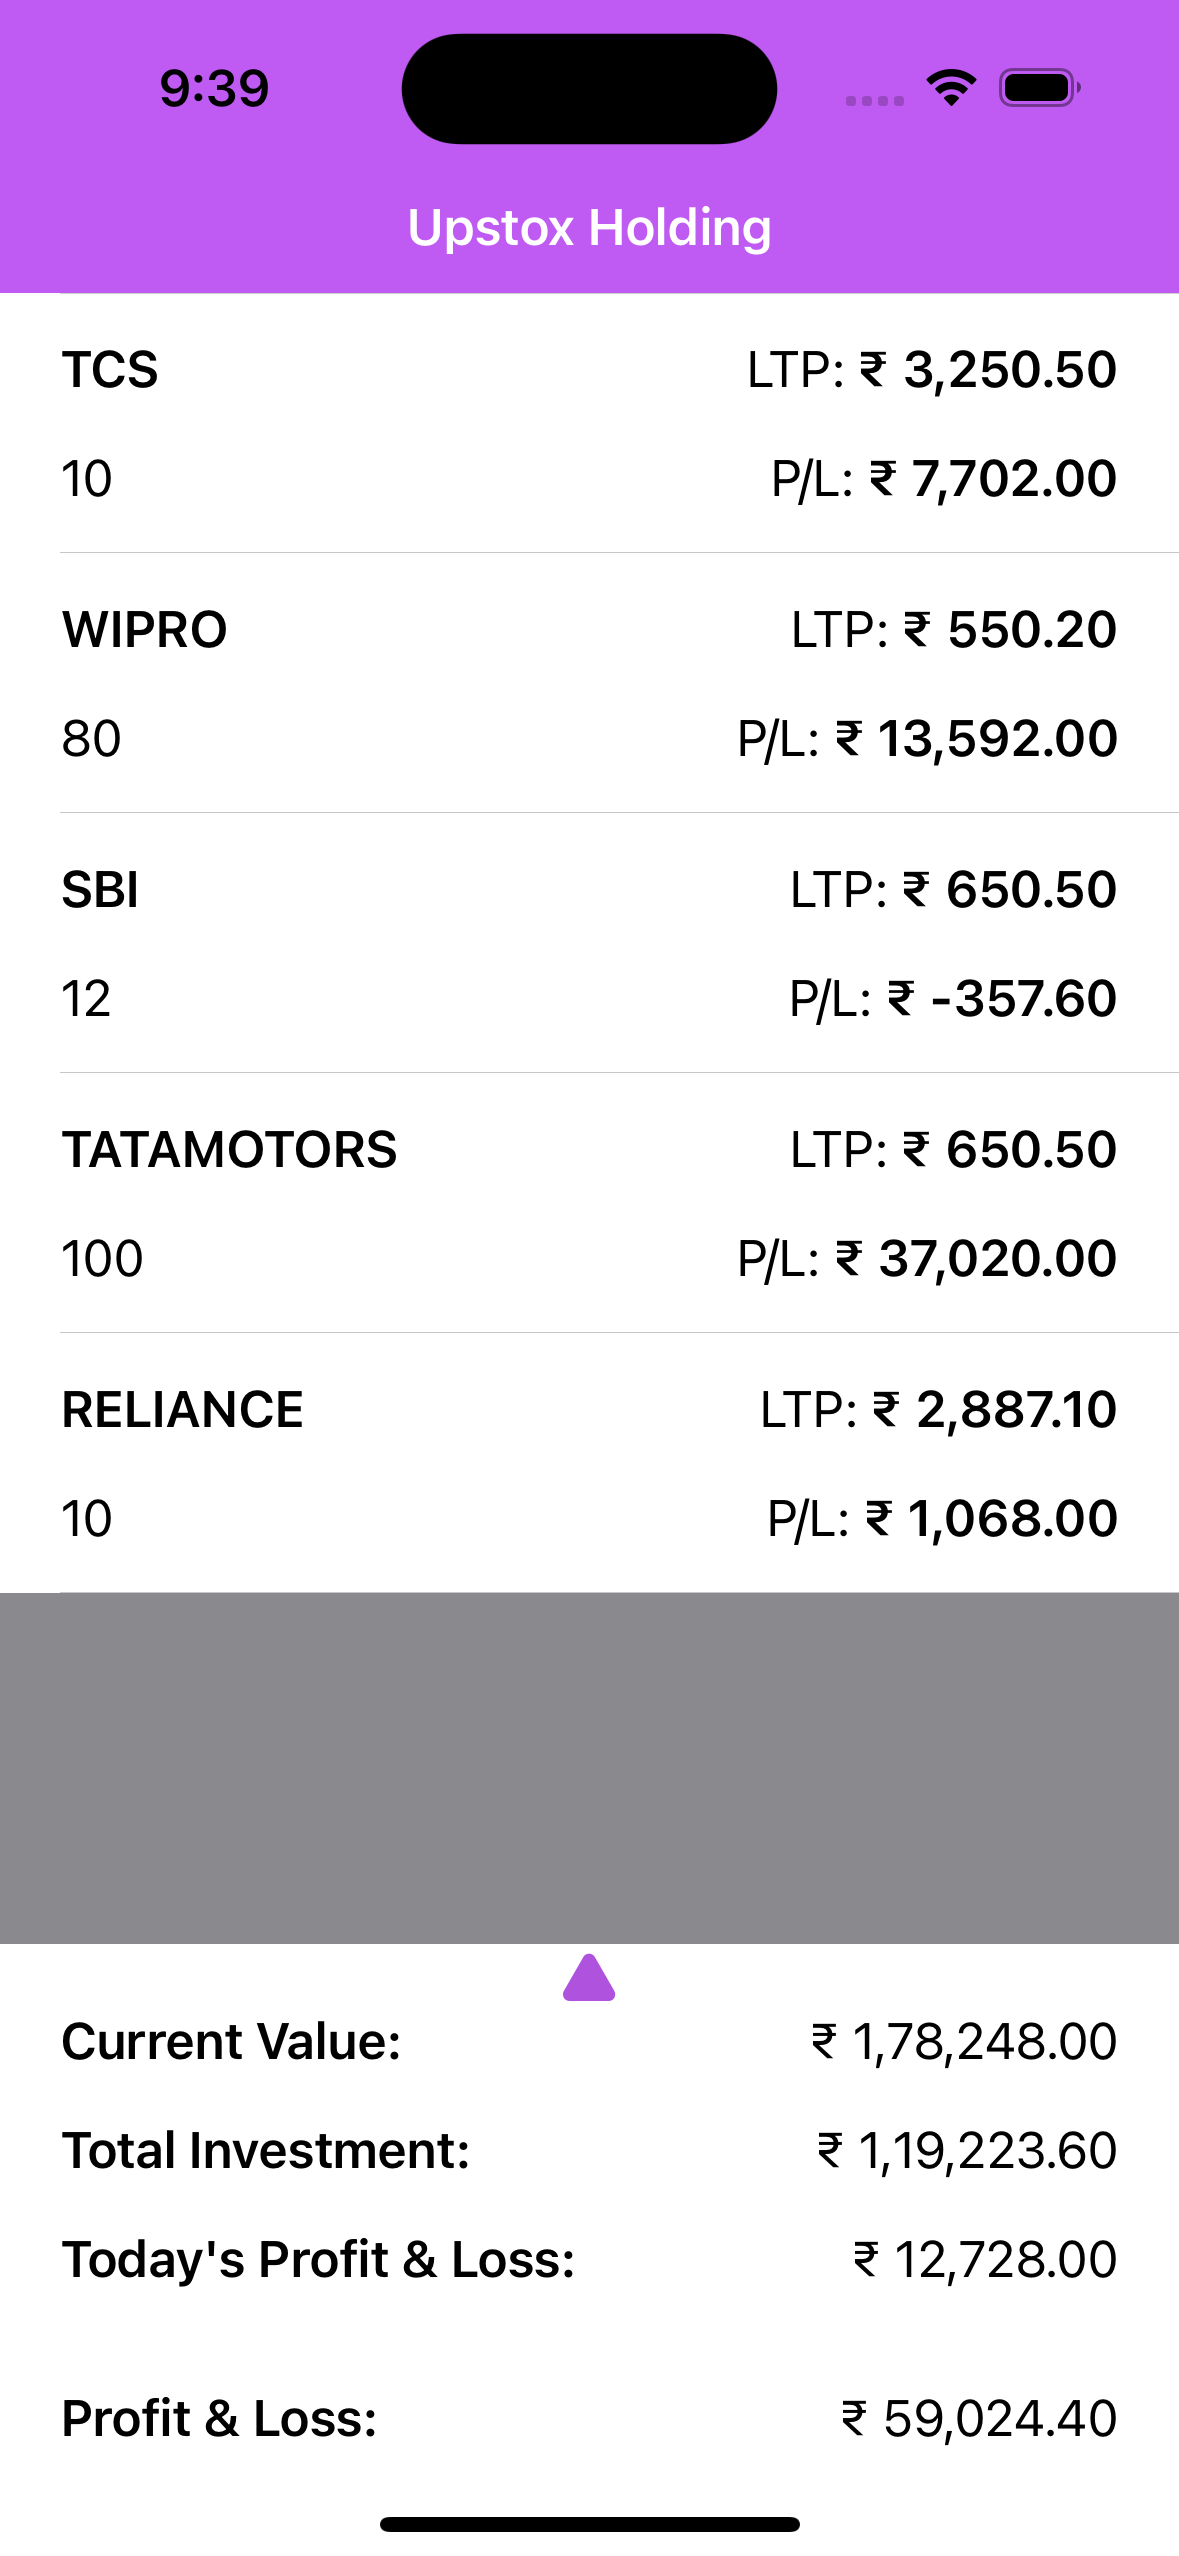 9:39
Upstox Holding
TCS LTP: ₹ 3,250.50
10 P/L: ₹ 7,702.00
WIPRO LTP: ₹ 550.20
80 P/L: ₹ 13,592.00
SBI LTP: ₹ 650.50
12 P/L: ₹ -357.60
TATAMOTORS LTP: ₹ 650.50
100 P/L: ₹ 37,020.00
RELIANCE LTP: ₹ 2,887.10
10 P/L: ₹ 1,068.00
Current Value: ₹ 1,78,248.00
Total Investment: ₹ 1,19,223.60
Today's Profit & Loss: ₹ 12,728.00
Profit & Loss: ₹ 59,024.40